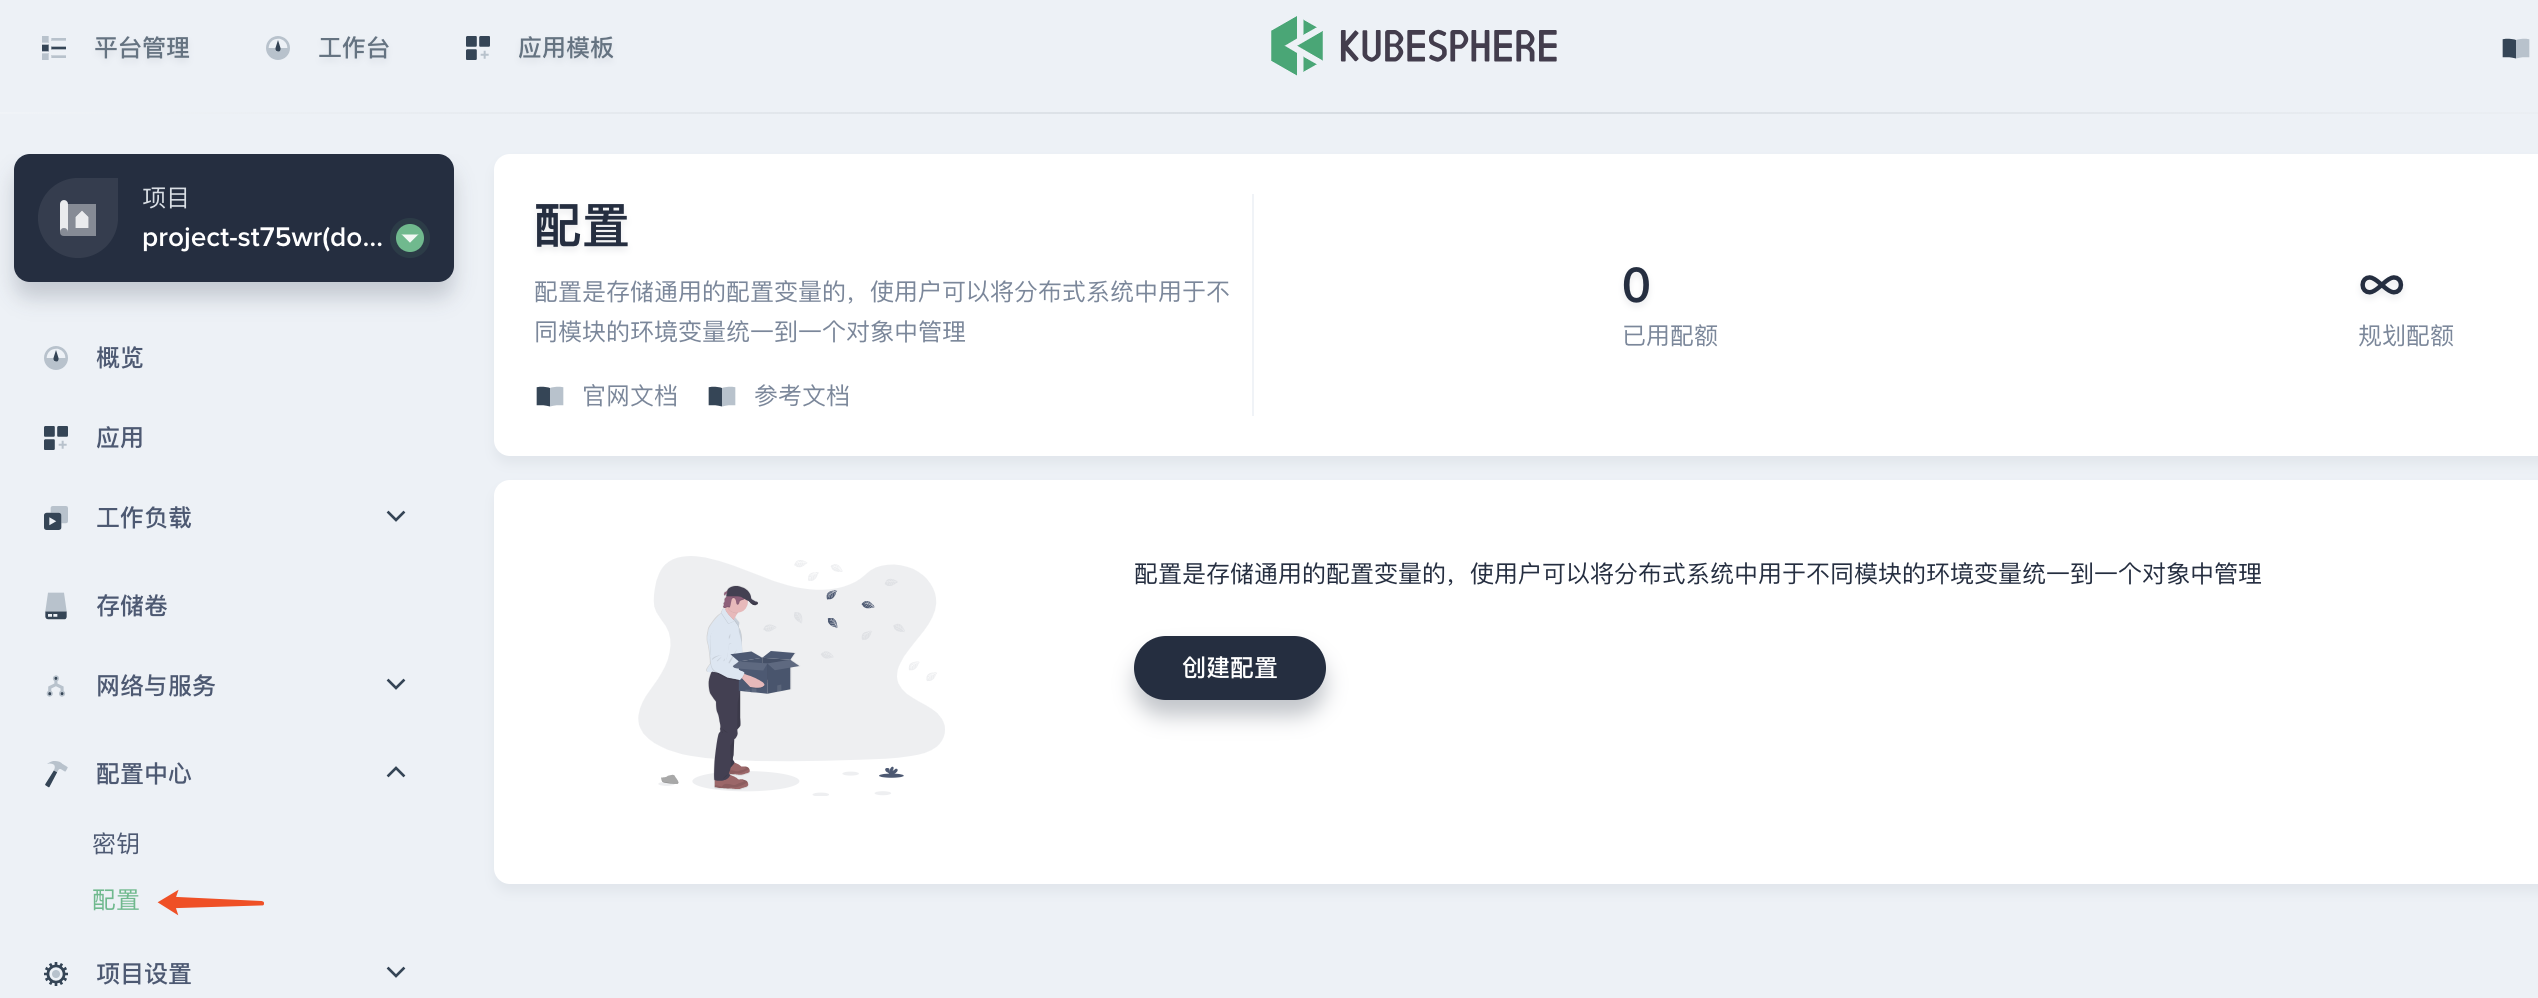 平台管理
工作台
应用模板
KUBESPHERE
项目
project-st75wr(do...
概览
应用
工作负载
存储卷
网络与服务
配置中心
密钥
配置
项目设置
配置
配置是存储通用的配置变量的，使用户可以将分布式系统中用于不
同模块的环境变量统一到一个对象中管理
官网文档
参考文档
0
已用配额
∞
规划配额
配置是存储通用的配置变量的，使用户可以将分布式系统中用于不同模块的环境变量统一到一个对象中管理
创建配置